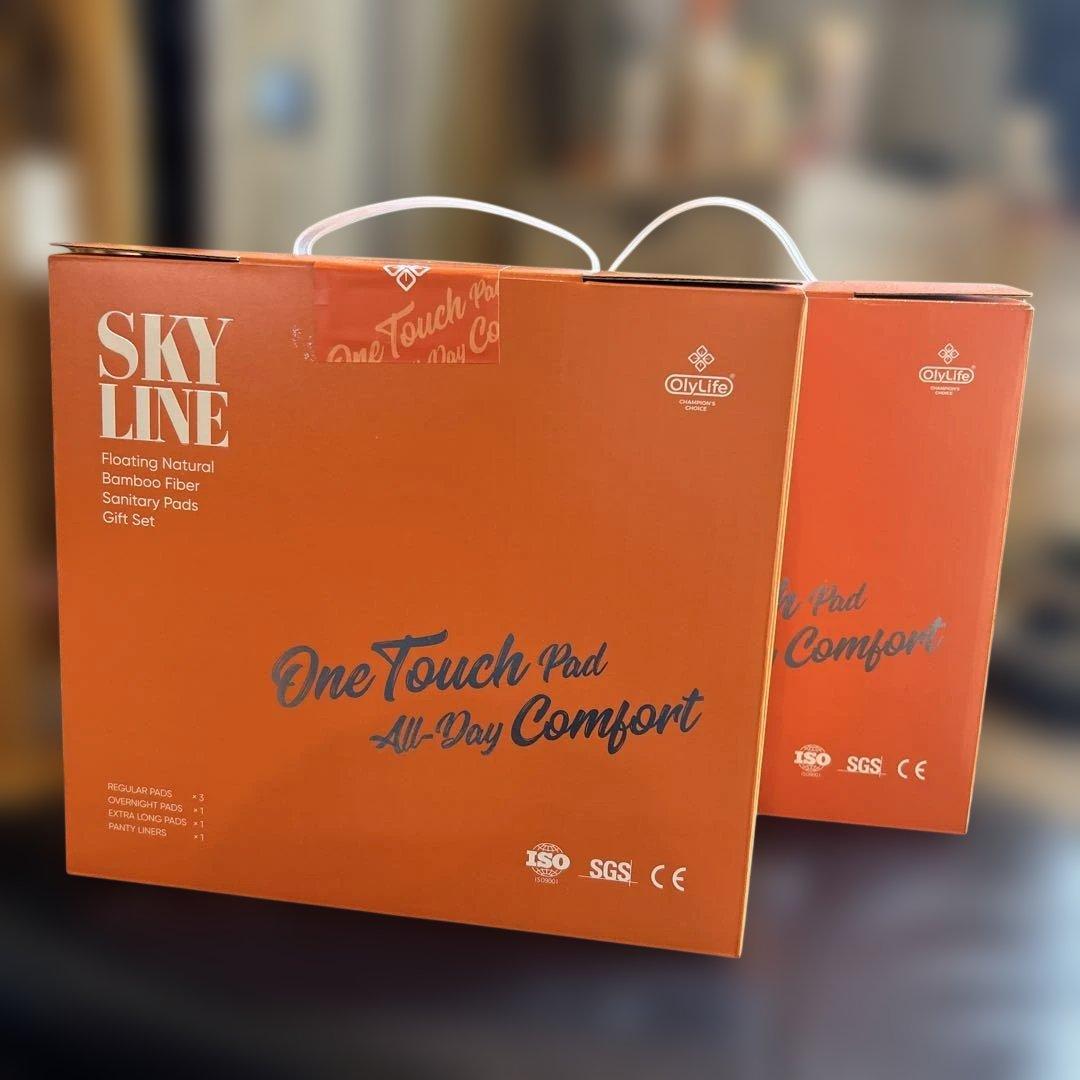 SKY
LINE
Floating Natural
Bamboo Fiber
Sanitary Pads
Gift Set
One Touch Pad
Day Co
OlyLife®
CHAMPION'S
CHOICE
One Touch Pad
All-Day Comfort
REGULAR PADS × 3
OVERNIGHT PADS × 1
EXTRA LONG PADS × 1
PANTY LINERS × 1
ISO
ISO9001
SGS
CE
OlyLife®
CHAMPION'S
CHOICE
Pad
Comfort
ISO
ISO9001
SGS
CE